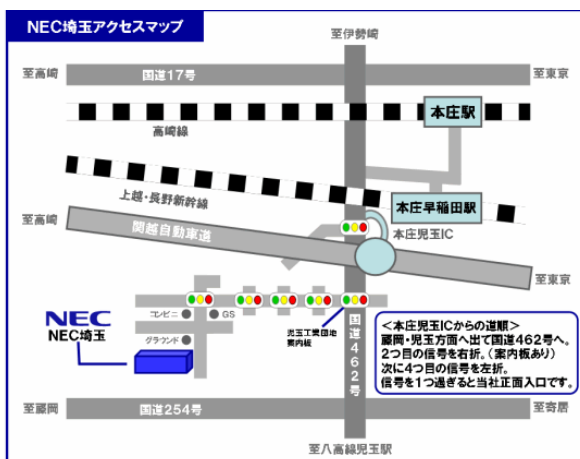 NEC埼玉アクセスマップ
至伊勢崎
至高崎
国道17号
至東京
本庄駅
高崎線
上越・長野新幹線
本庄早稲田駅
至高崎
関越自動車道
本庄児玉IC
至東京
コンビニ
GS
児玉工業団地
案内板
国道462号
NEC
NEC埼玉
グラウンド
<本庄児玉ICからの道順>
藤岡・児玉方面へ出て国道462号へ。
2つ目の信号を右折。（案内板あり）
次に4つ目の信号を左折。
信号を1つ過ぎると当社正面入口です。
至藤岡
国道254号
至寄居
至八高線児玉駅